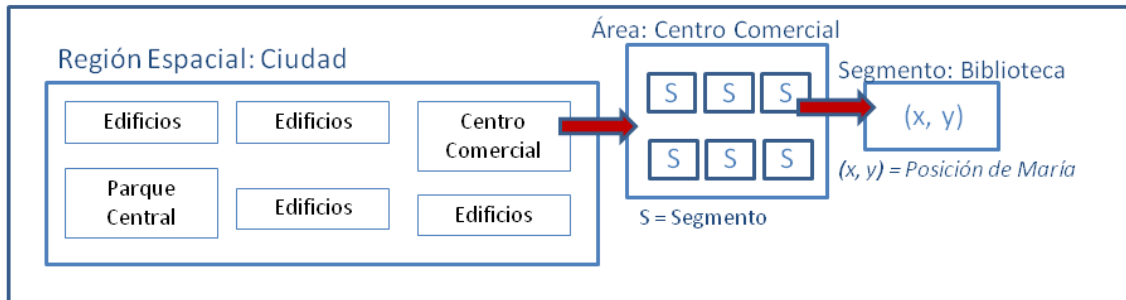 Región Espacial: Ciudad
Edificios
Edificios
Centro
Comercial
Parque
Central
Edificios
Edificios
Área: Centro Comercial
S S S
S S S
S = Segmento
Segmento: Biblioteca
(x, y)
(x, y) = Posición de María